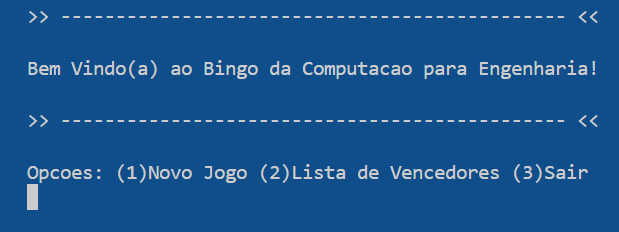 >> ---------------------------------------------- <<
Bem Vindo(a) ao Bingo da Computacao para Engenharia!
>> ---------------------------------------------- <<
Opcoes: (1)Novo Jogo (2)Lista de Vencedores (3)Sair